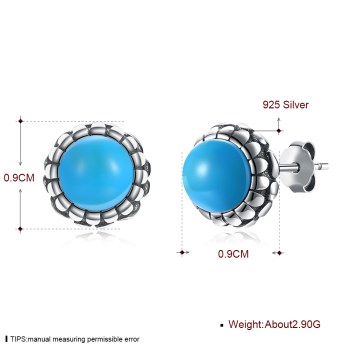 925 Silver
0.9CM
0.9CM
Weight:About2.90G
TIPS:manual measuring permissible error